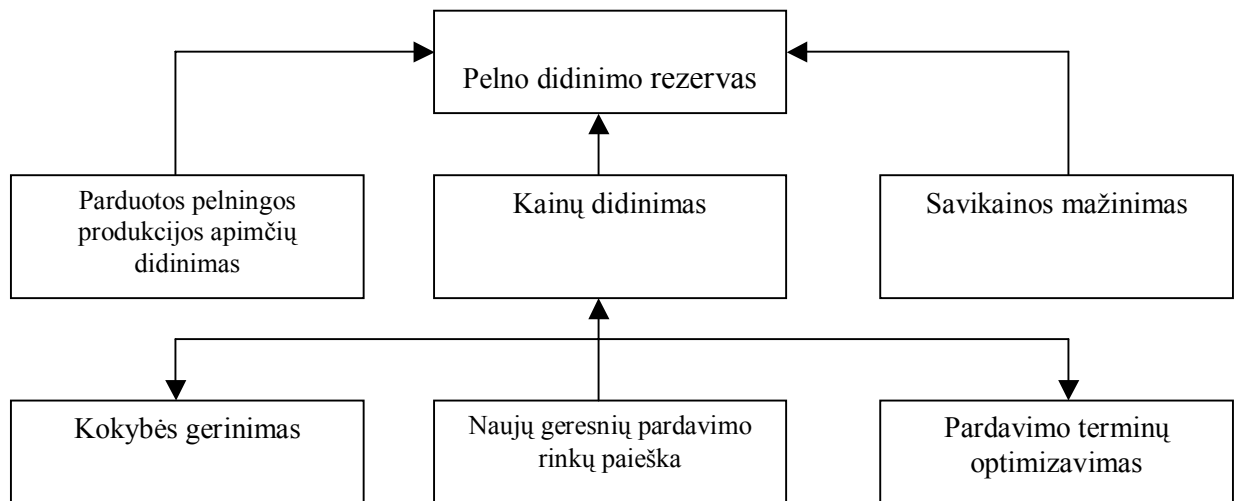 Pelno didinimo rezervas
Parduotos pelningos
produkcijos apimčių
didinimas
Kainų didinimas
Savikainos mažinimas
Kokybės gerinimas
Naujų geresnių pardavimo
rinkų paieška
Pardavimo terminų
optimizavimas